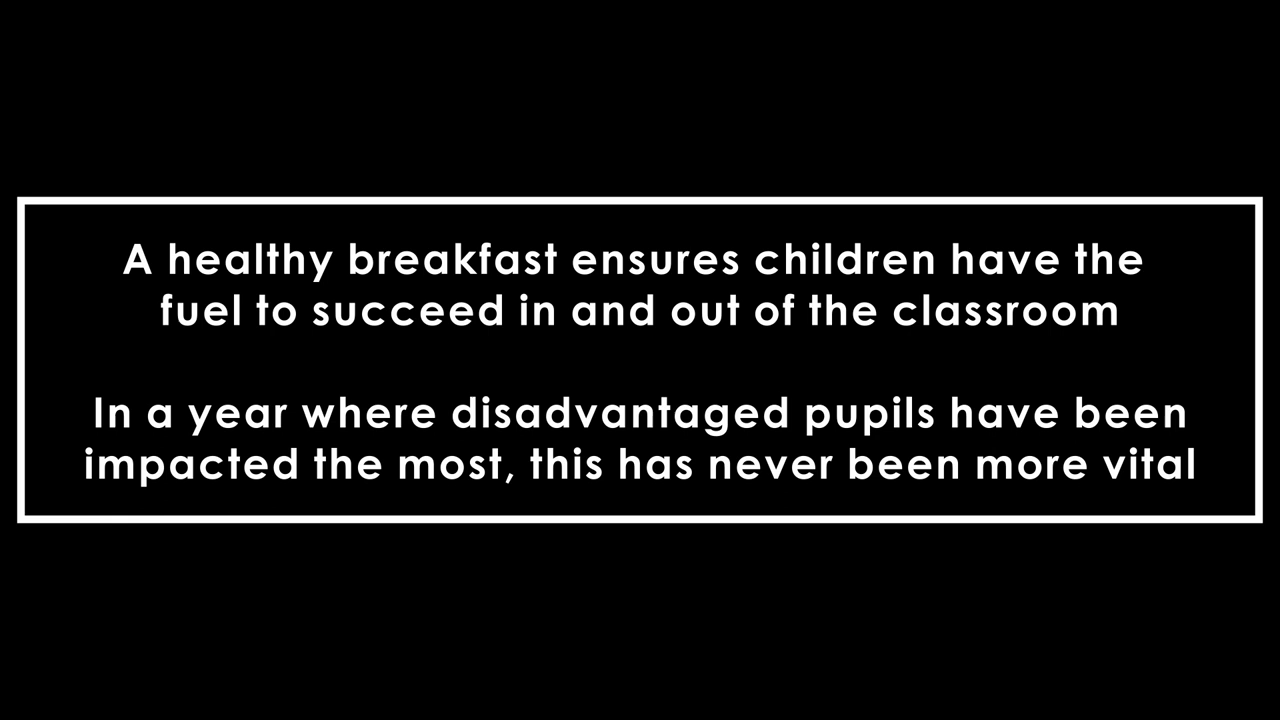 A healthy breakfast ensures children have the
fuel to succeed in and out of the classroom
In a year where disadvantaged pupils have been
impacted the most, this has never been more vital